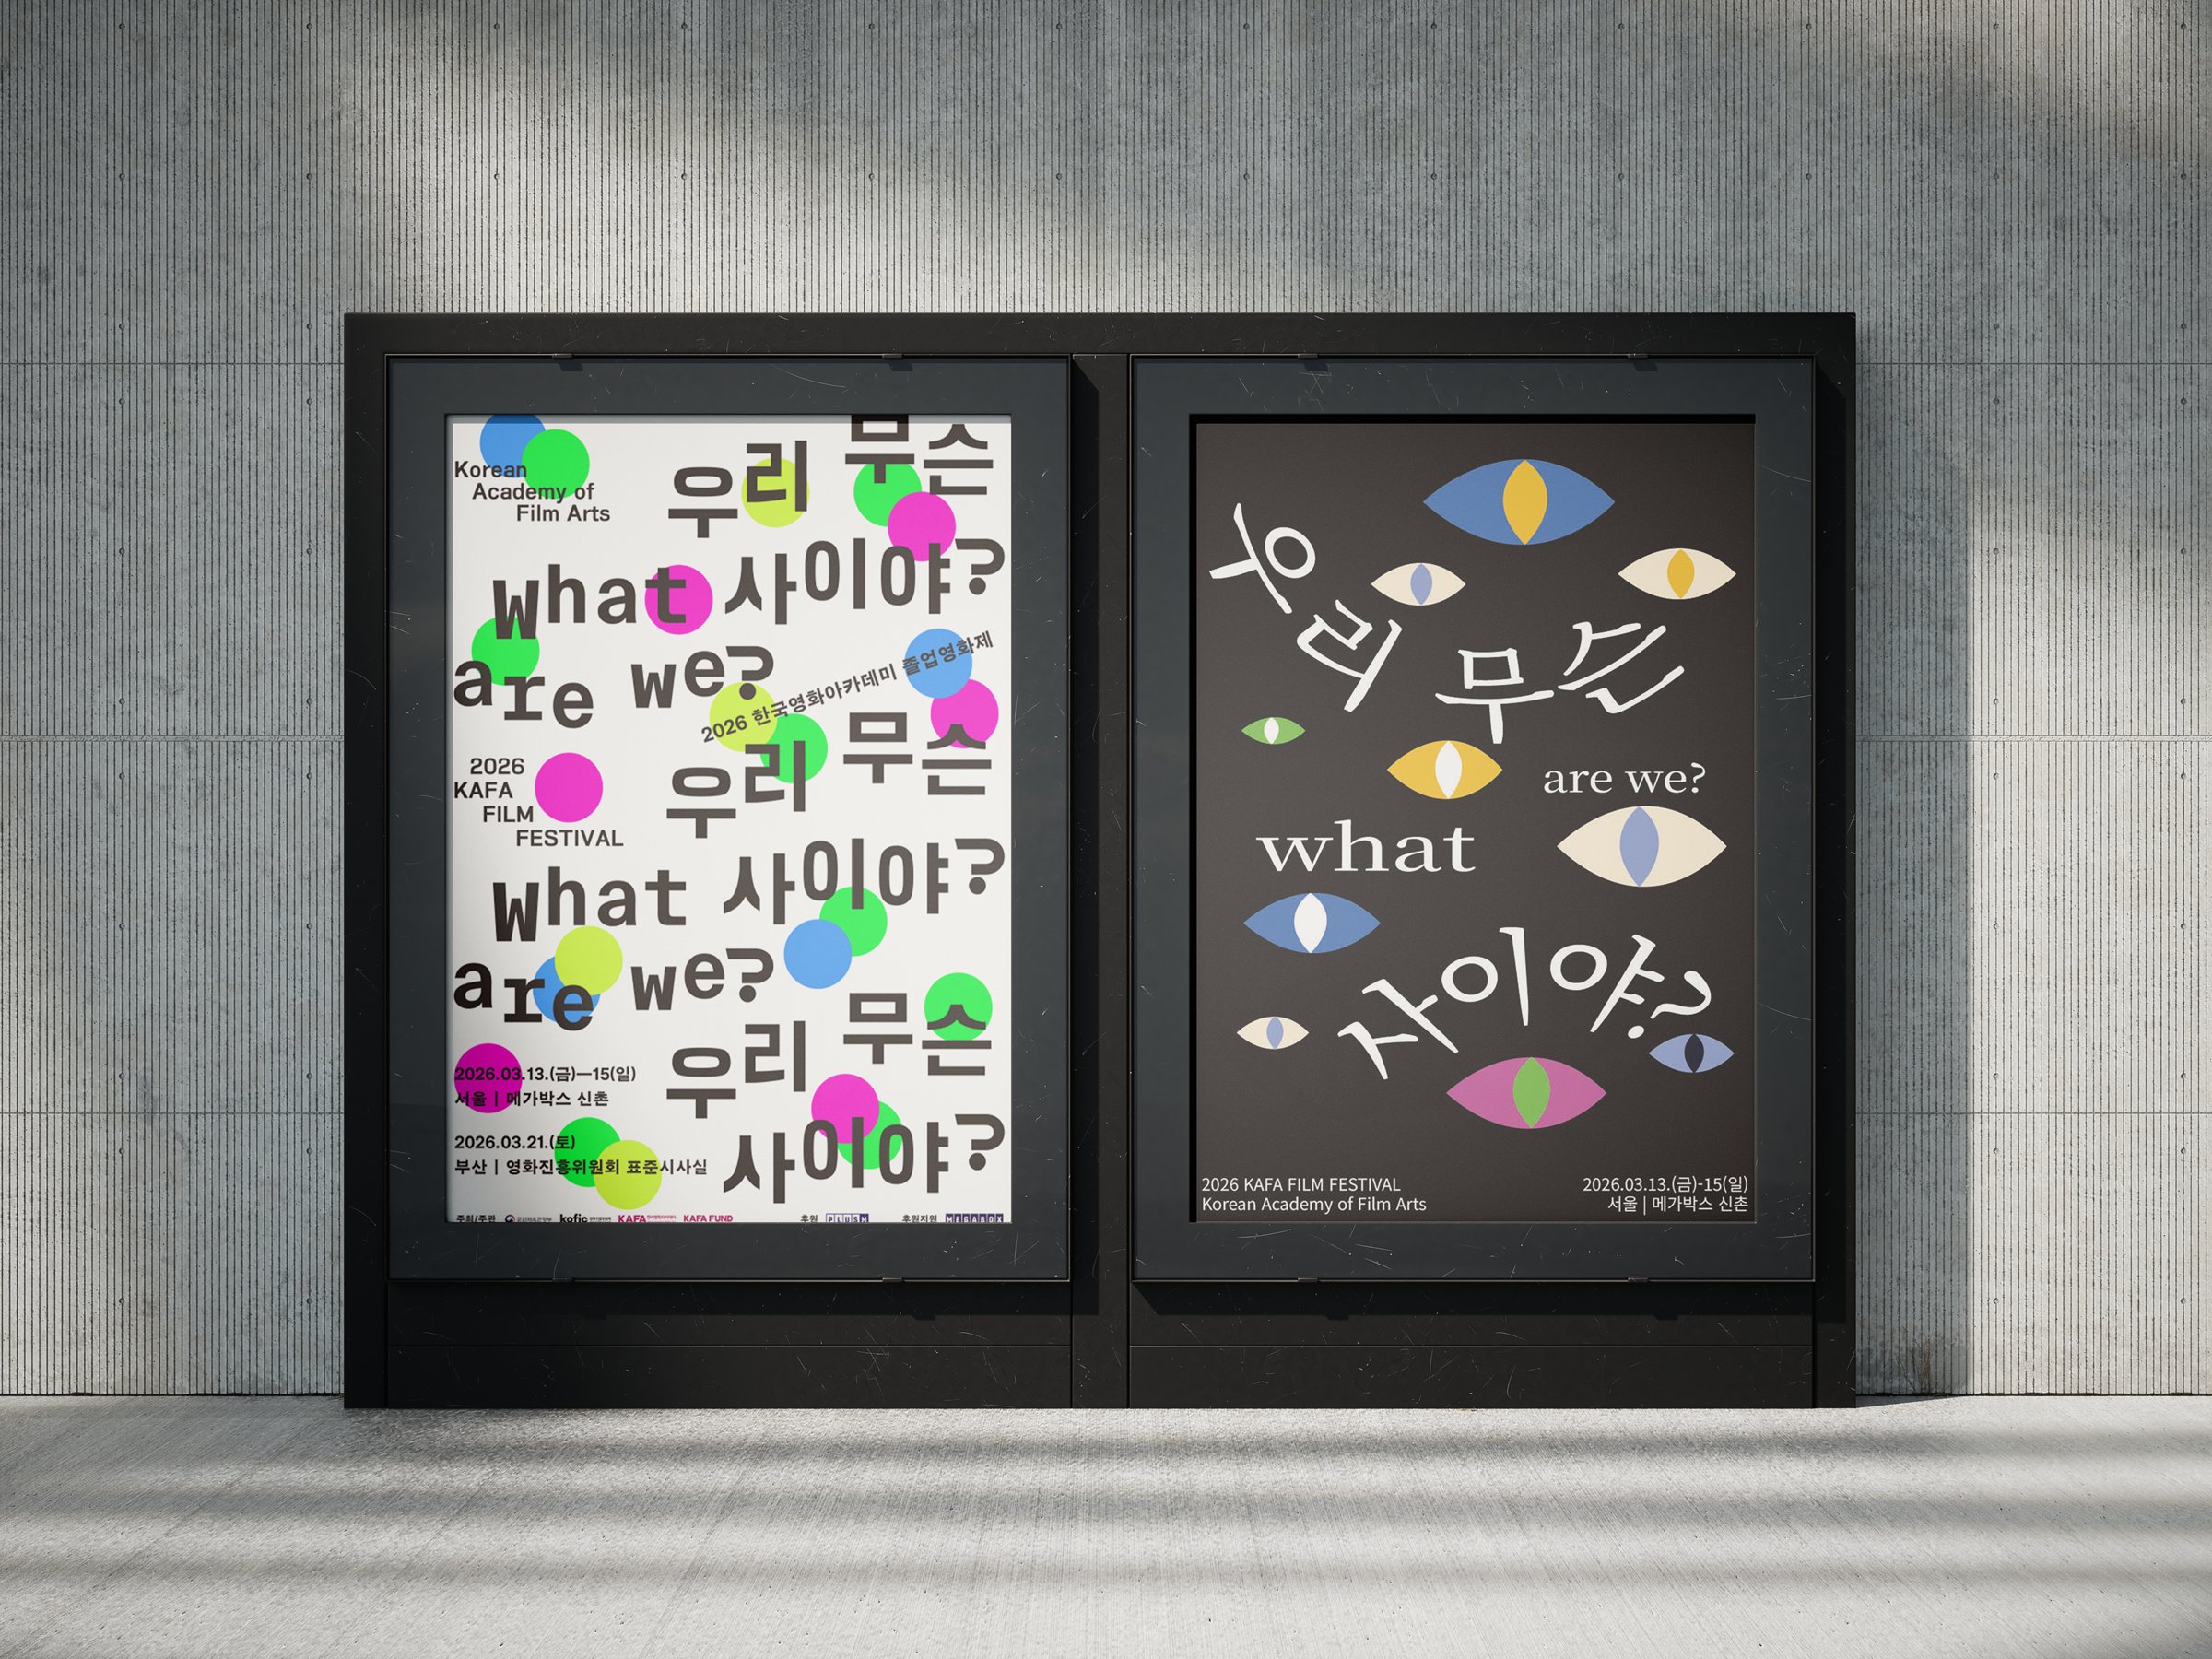 Korean
Academy of
Film Arts
우리 무슨
사이야?
What
are we?
2026 한국영화아카데미 졸업영화제
2026
KAFA
FILM
FESTIVAL
우리 무슨
사이야?
What
are we?
우리 무슨
사이야?
2026.03.13.(금)—15(일)
서울 | 메가박스 신촌
2026.03.21.(토)
부산 | 영화진흥위원회 표준시사실
주최/주관 kofic KAFA KAFA FUND 후원 PLUSM 후원지원 MEGABOX
우리 무슨
are we?
what
사이야?
2026 KAFA FILM FESTIVAL
Korean Academy of Film Arts
2026.03.13.(금)-15(일)
서울 | 메가박스 신촌